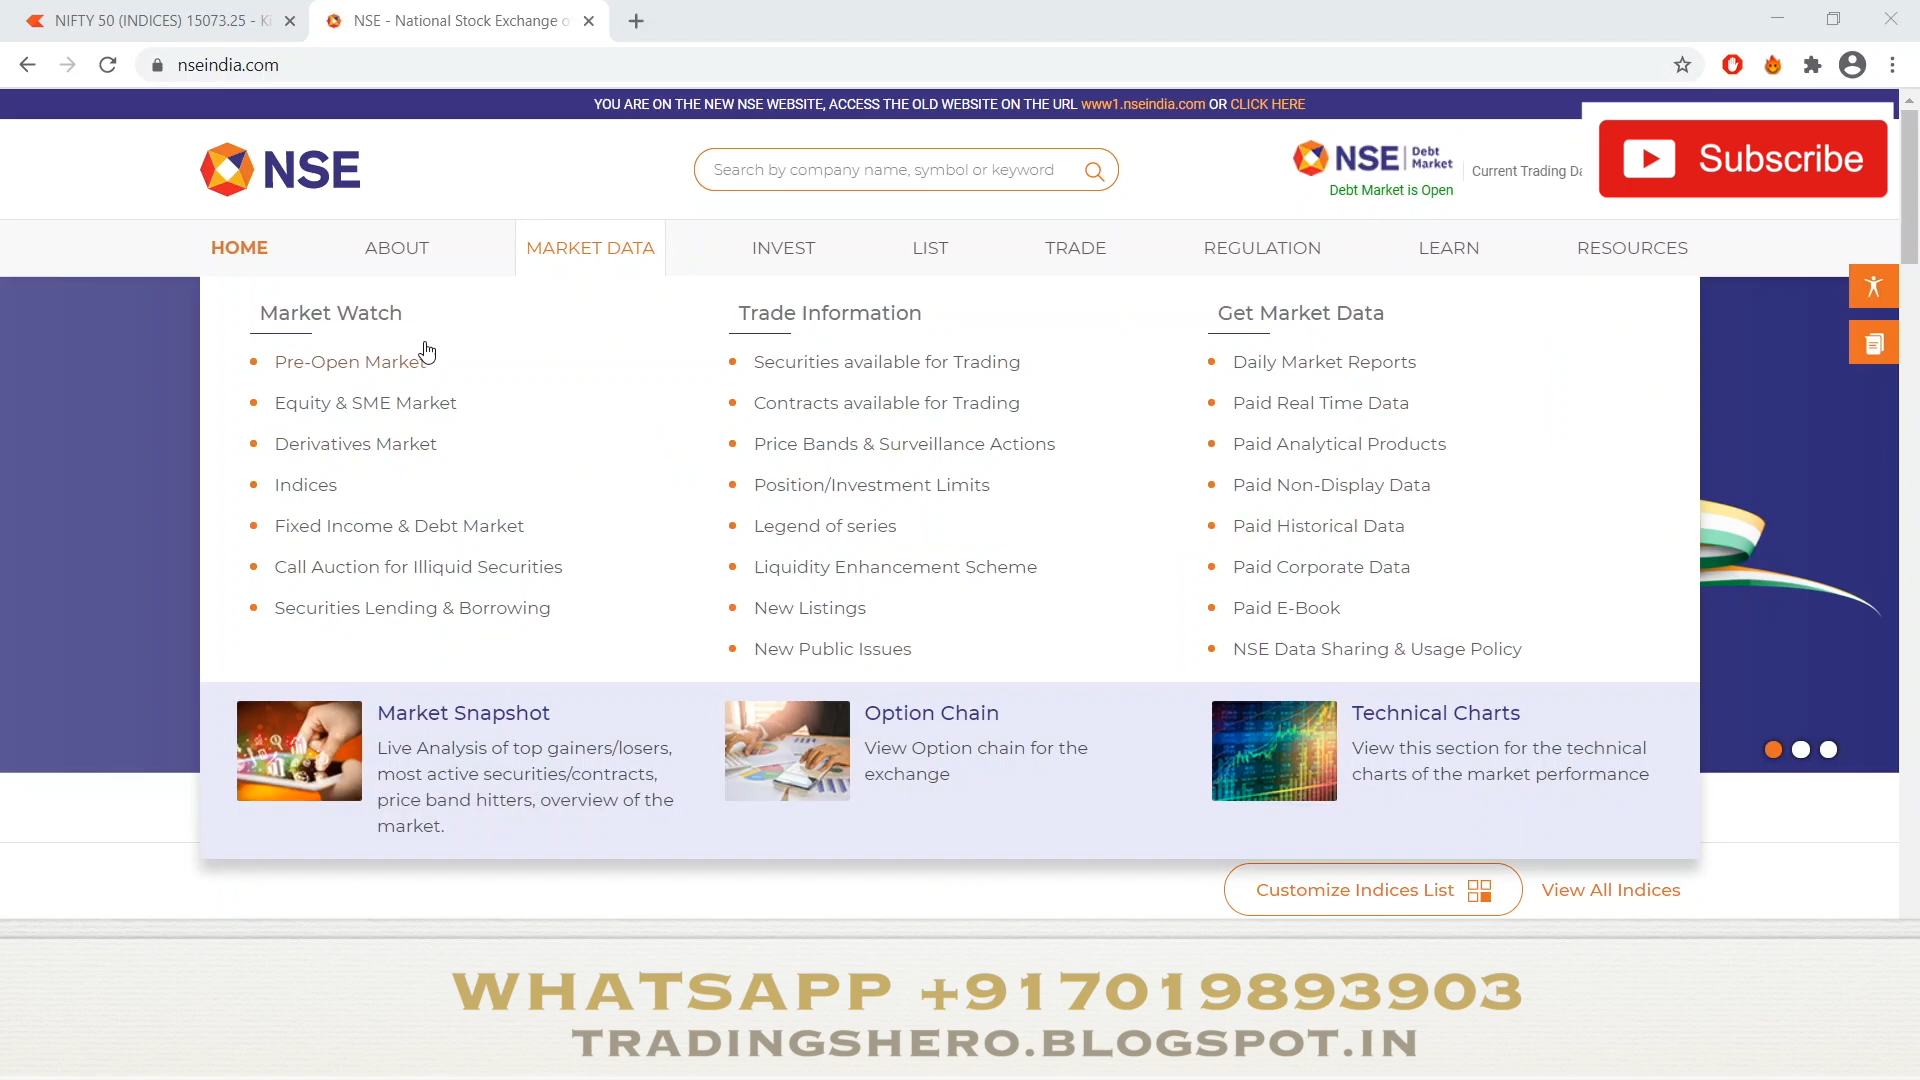 NIFTY 50 (INDICES) 15073.25 - Ki
NSE - National Stock Exchange o
nseindia.com
YOU ARE ON THE NEW NSE WEBSITE, ACCESS THE OLD WEBSITE ON THE URL www1.nseindia.com OR CLICK HERE
NSE
Search by company name, symbol or keyword
NSE Debt Market
Debt Market is Open
Current Trading Da
Subscribe
HOME
ABOUT
MARKET DATA
INVEST
LIST
TRADE
REGULATION
LEARN
RESOURCES
Market Watch
Pre-Open Market
Equity & SME Market
Derivatives Market
Indices
Fixed Income & Debt Market
Call Auction for Illiquid Securities
Securities Lending & Borrowing
Trade Information
Securities available for Trading
Contracts available for Trading
Price Bands & Surveillance Actions
Position/Investment Limits
Legend of series
Liquidity Enhancement Scheme
New Listings
New Public Issues
Get Market Data
Daily Market Reports
Paid Real Time Data
Paid Analytical Products
Paid Non-Display Data
Paid Historical Data
Paid Corporate Data
Paid E-Book
NSE Data Sharing & Usage Policy
Market Snapshot
Live Analysis of top gainers/losers,
most active securities/contracts,
price band hitters, overview of the
market.
Option Chain
View Option chain for the
exchange
Technical Charts
View this section for the technical
charts of the market performance
Customize Indices List
View All Indices
WHATSAPP +917019893903
TRADINGSHERO.BLOGSPOT.IN